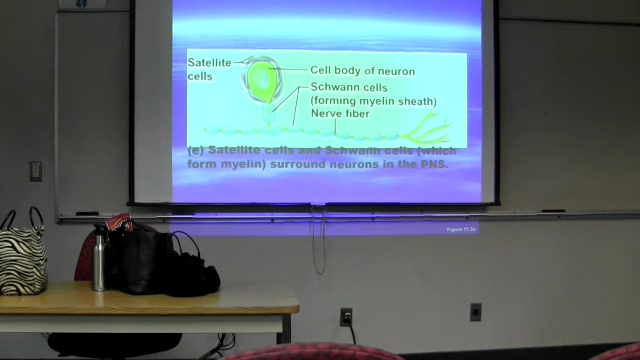 Satellite
cells
Cell body of neuron
Schwann cells
(forming myelin sheath)
Nerve fiber
(e) Satellite cells and Schwann cells (which
form myelin) surround neurons in the PNS.
Figure 11.3e